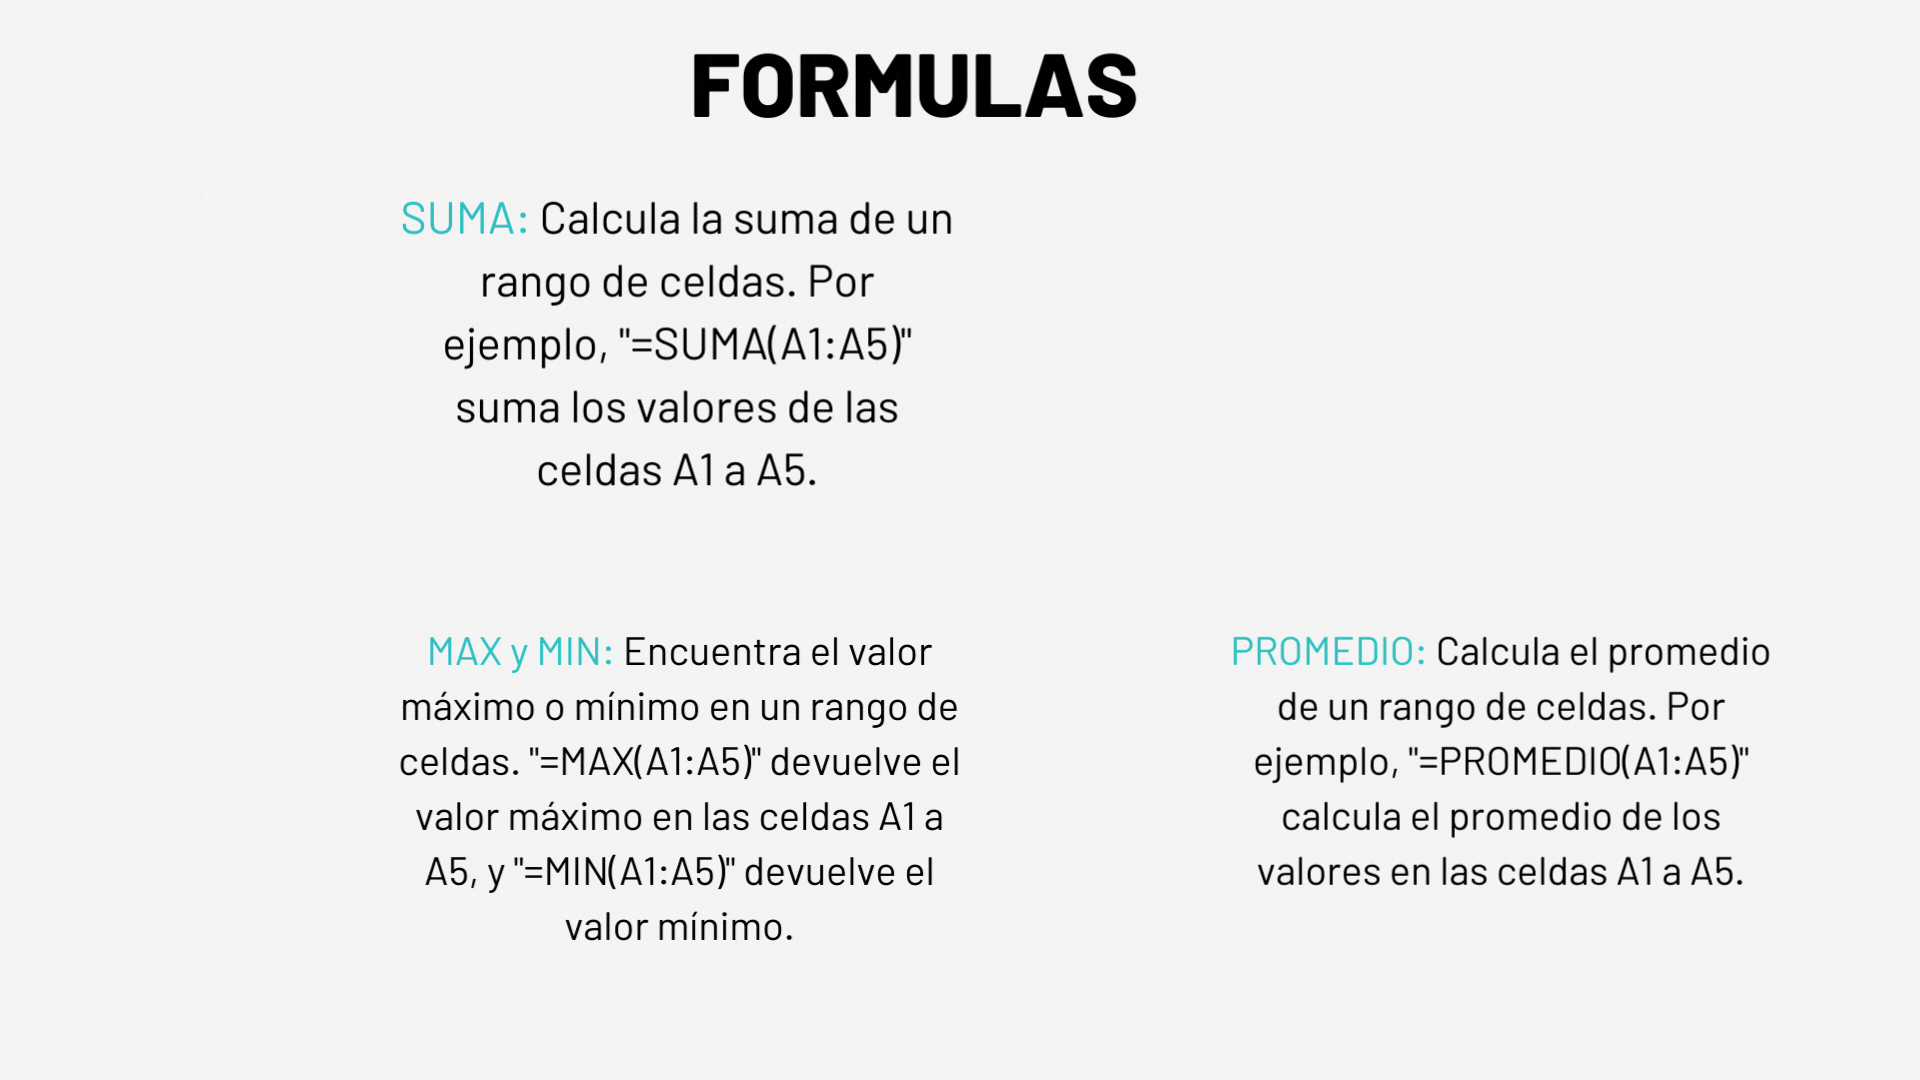 FORMULAS
SUMA: Calcula la suma de un
rango de celdas. Por
ejemplo, "=SUMA(A1:A5)"
suma los valores de las
celdas A1 a A5.
MAX y MIN: Encuentra el valor
máximo o mínimo en un rango de
celdas. "=MAX(A1:A5)" devuelve el
valor máximo en las celdas A1 a
A5, y "=MIN(A1:A5)" devuelve el
valor mínimo.
PROMEDIO: Calcula el promedio
de un rango de celdas. Por
ejemplo, "=PROMEDIO(A1:A5)"
calcula el promedio de los
valores en las celdas A1 a A5.